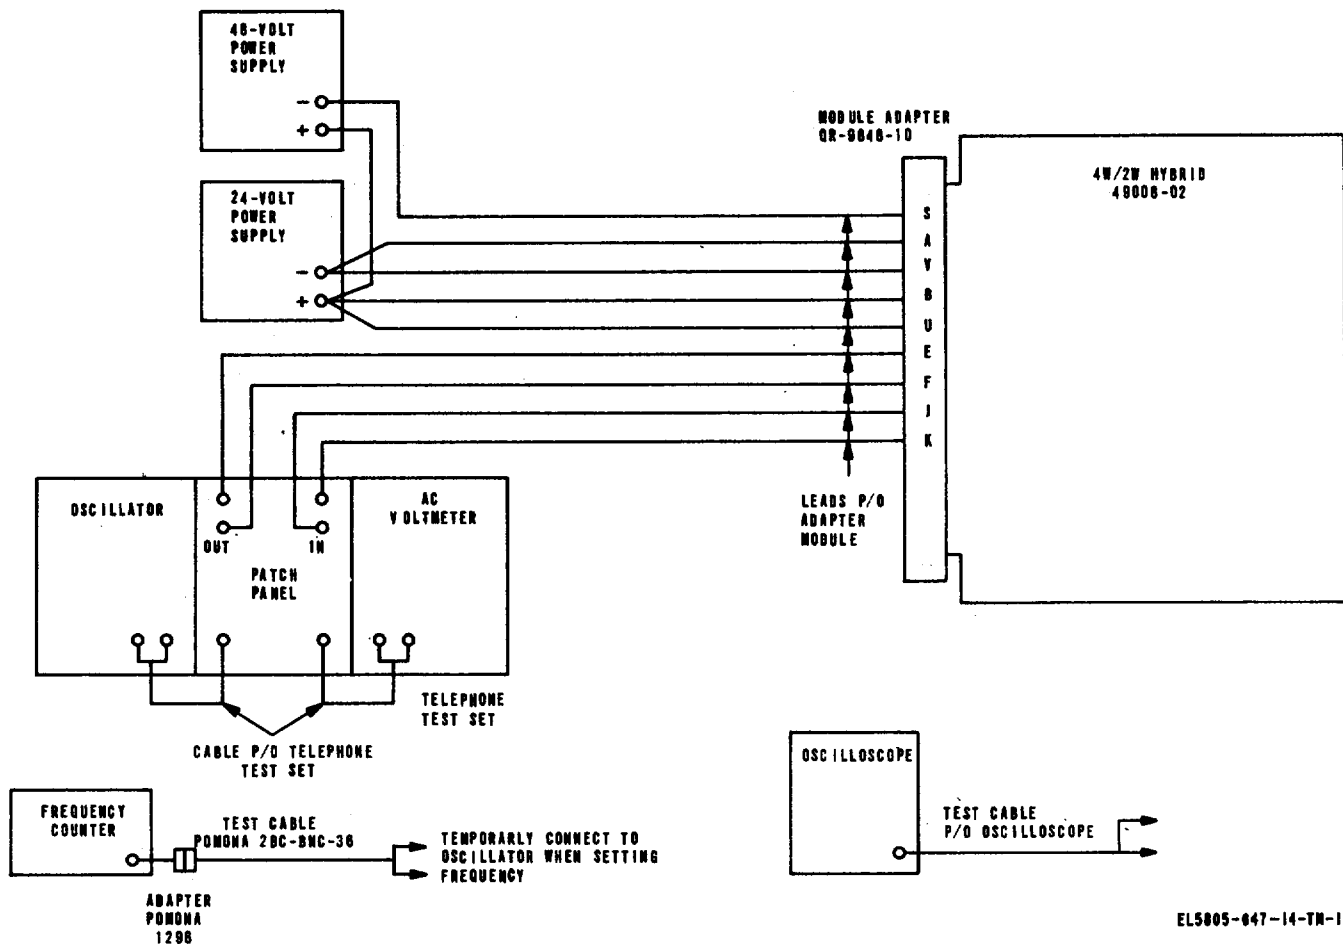 48-VOLT
POWER
SUPPLY
-
+
24-VOLT
POWER
SUPPLY
-
+
MODULE ADAPTER
QR-9646-10
4W/2W HYBRID
49006-02
S
A
V
B
U
E
F
J
K
LEADS P/O
ADAPTER
MODULE
OSCILLATOR
OUT
IN
PATCH
PANEL
AC
VOLTMETER
TELEPHONE
TEST SET
CABLE P/O TELEPHONE
TEST SET
FREQUENCY
COUNTER
TEST CABLE
POMONA 2BC-BNC-36
ADAPTER
POMONA
1296
TEMPORARLY CONNECT TO
OSCILLATOR WHEN SETTING
FREQUENCY
OSCILLOSCOPE
TEST CABLE
P/O OSCILLOSCOPE
EL5805-647-14-TM-1